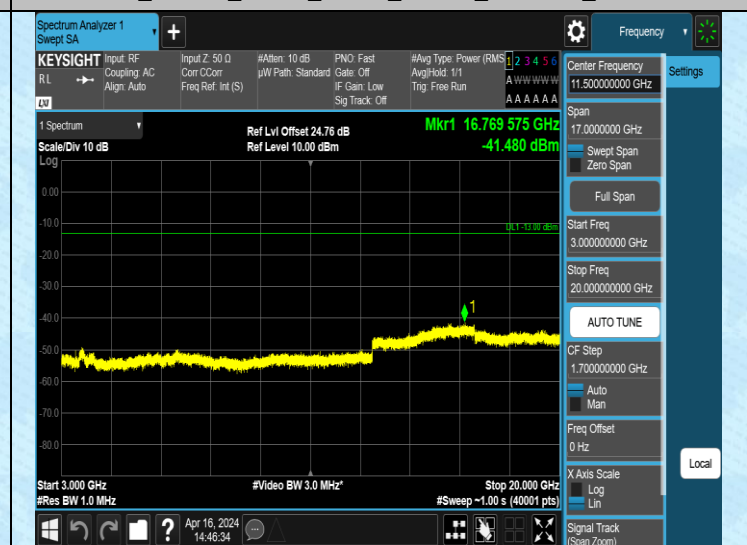 Spectrum Analyzer 1
Swept SA
+
Frequency
KEYSIGHT
RL
LXI
Input: RF
Coupling: AC
Align: Auto
Input Z: 50 Ω
Corr CCorr
Freq Ref: Int (S)
#Atten: 10 dB
µW Path: Standard
PNO: Fast
Gate: Off
IF Gain: Low
Sig Track: Off
#Avg Type: Power (RMS
Avg|Hold: 1/1
Trig: Free Run
1 2 3 4 5 6
A W W W W W
A A A A A A
1 Spectrum
Scale/Div 10 dB
Ref Lvl Offset 24.76 dB
Ref Level 10.00 dBm
Mkr1 16.769 575 GHz
-41.480 dBm
Log
0.00
-10.0
-20.0
-30.0
-40.0
-50.0
-60.0
-70.0
-80.0
DL1 -13.00 dBm
1
Start 3.000 GHz
#Res BW 1.0 MHz
#Video BW 3.0 MHz*
Stop 20.000 GHz
#Sweep ~1.00 s (40001 pts)
?
Apr 16, 2024
14:46:34
Center Frequency
11.500000000 GHz
Settings
Span
17.0000000 GHz
Swept Span
Zero Span
Full Span
Start Freq
3.000000000 GHz
Stop Freq
20.000000000 GHz
AUTO TUNE
CF Step
1.700000000 GHz
Auto
Man
Freq Offset
0 Hz
X Axis Scale
Log
Lin
Signal Track
(Span Zoom)
Local